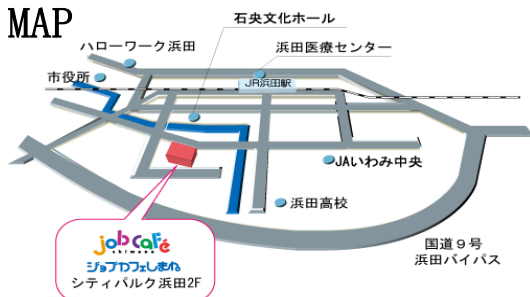 MAP
石央文化ホール
ハローワーク浜田
浜田医療センター
市役所
JR浜田駅
JAいわみ中央
浜田高校
job café
shimane
ジョブカフェしまね
シティパルク浜田2F
国道9号
浜田バイパス